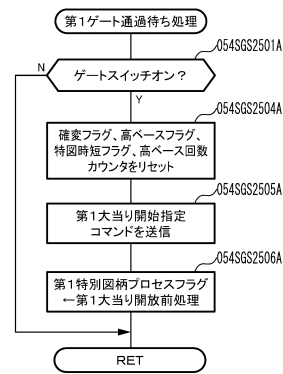 第1ゲート通過待ち処理
054SGS2501A
N
ゲートスイッチオン？
Y
054SGS2504A
確変フラグ、高ベースフラグ、
特図時短フラグ、高ベース回数
カウンタをリセット
054SGS2505A
第1大当り開始指定
コマンドを送信
054SGS2506A
第1特別図柄プロセスフラグ
←第1大当り開放前処理
RET